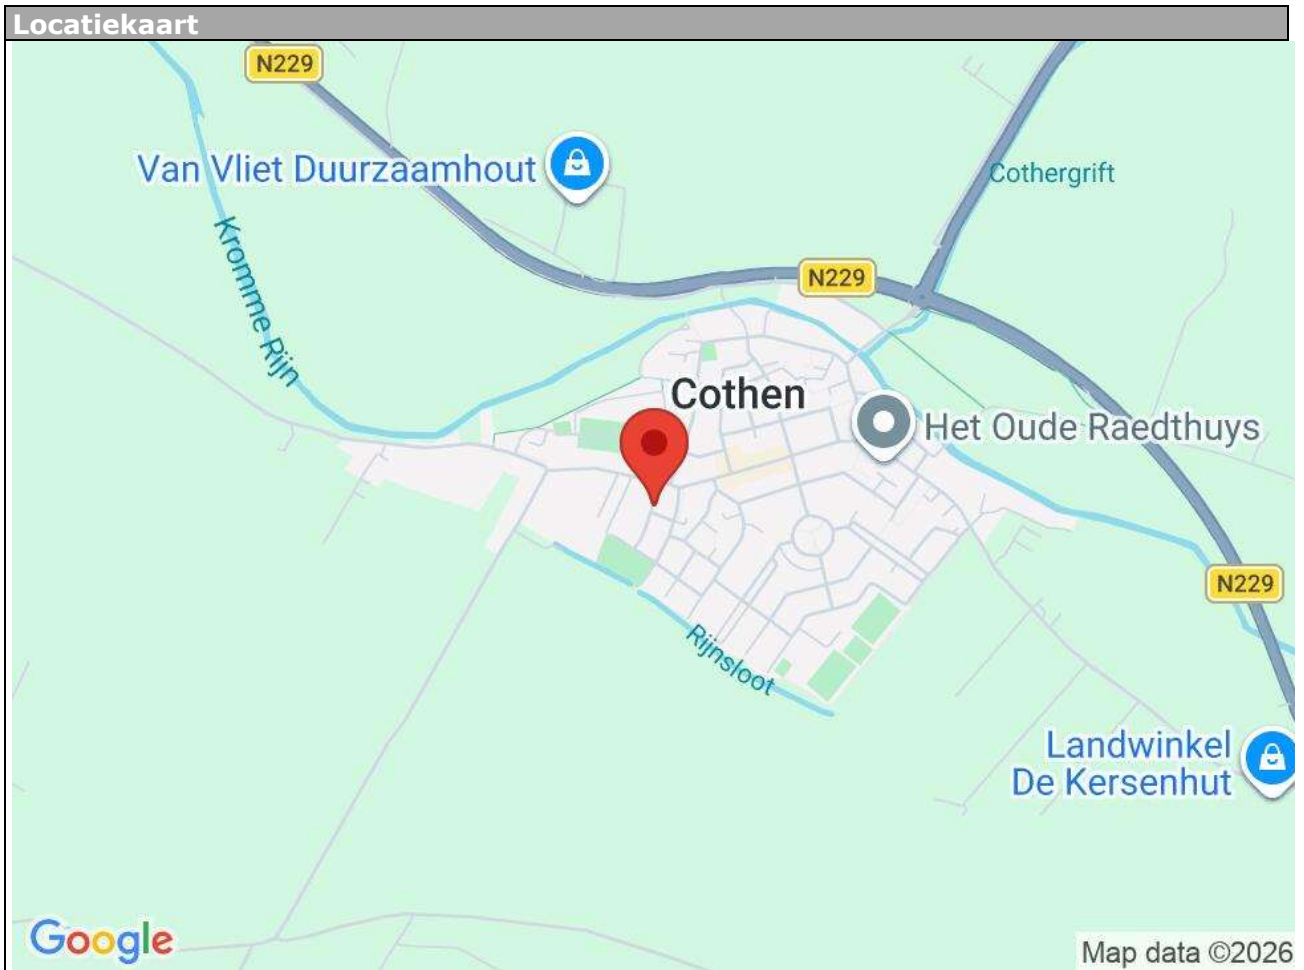 Locatiekaart
N229
Van Vliet Duurzaamhout
Cothergrift
Kromme Rijn
N229
Cothen
Het Oude Raedthuys
N229
Rijnsloot
Landwinkel
De Kersenhut
Google
Map data ©2026